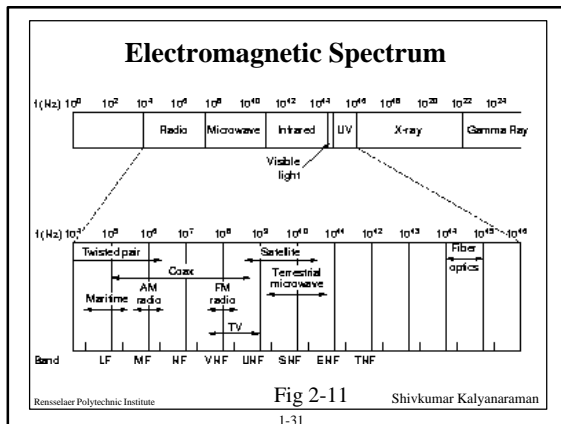 Electromagnetic Spectrum
f (Hz) 10⁰ 10² 10⁴ 10⁶ 10⁸ 10¹⁰ 10¹² 10¹⁴ 10¹⁶ 10¹⁸ 10²⁰ 10²² 10²⁴
Radio Microwave Infrared UV X-ray Gamma Ray
Visible
light
f (Hz) 10⁴ 10⁵ 10⁶ 10⁷ 10⁸ 10⁹ 10¹⁰ 10¹¹ 10¹² 10¹³ 10¹⁴ 10¹⁵ 10¹⁶
Twisted pair Satellite Fiber
Coax optics
AM FM Terrestrial
Maritime radio radio microwave
TV
Band LF MF HF VHF UHF SHF EHF THF
Rensselaer Polytechnic Institute Fig 2-11 Shivkumar Kalyanaraman
1-31